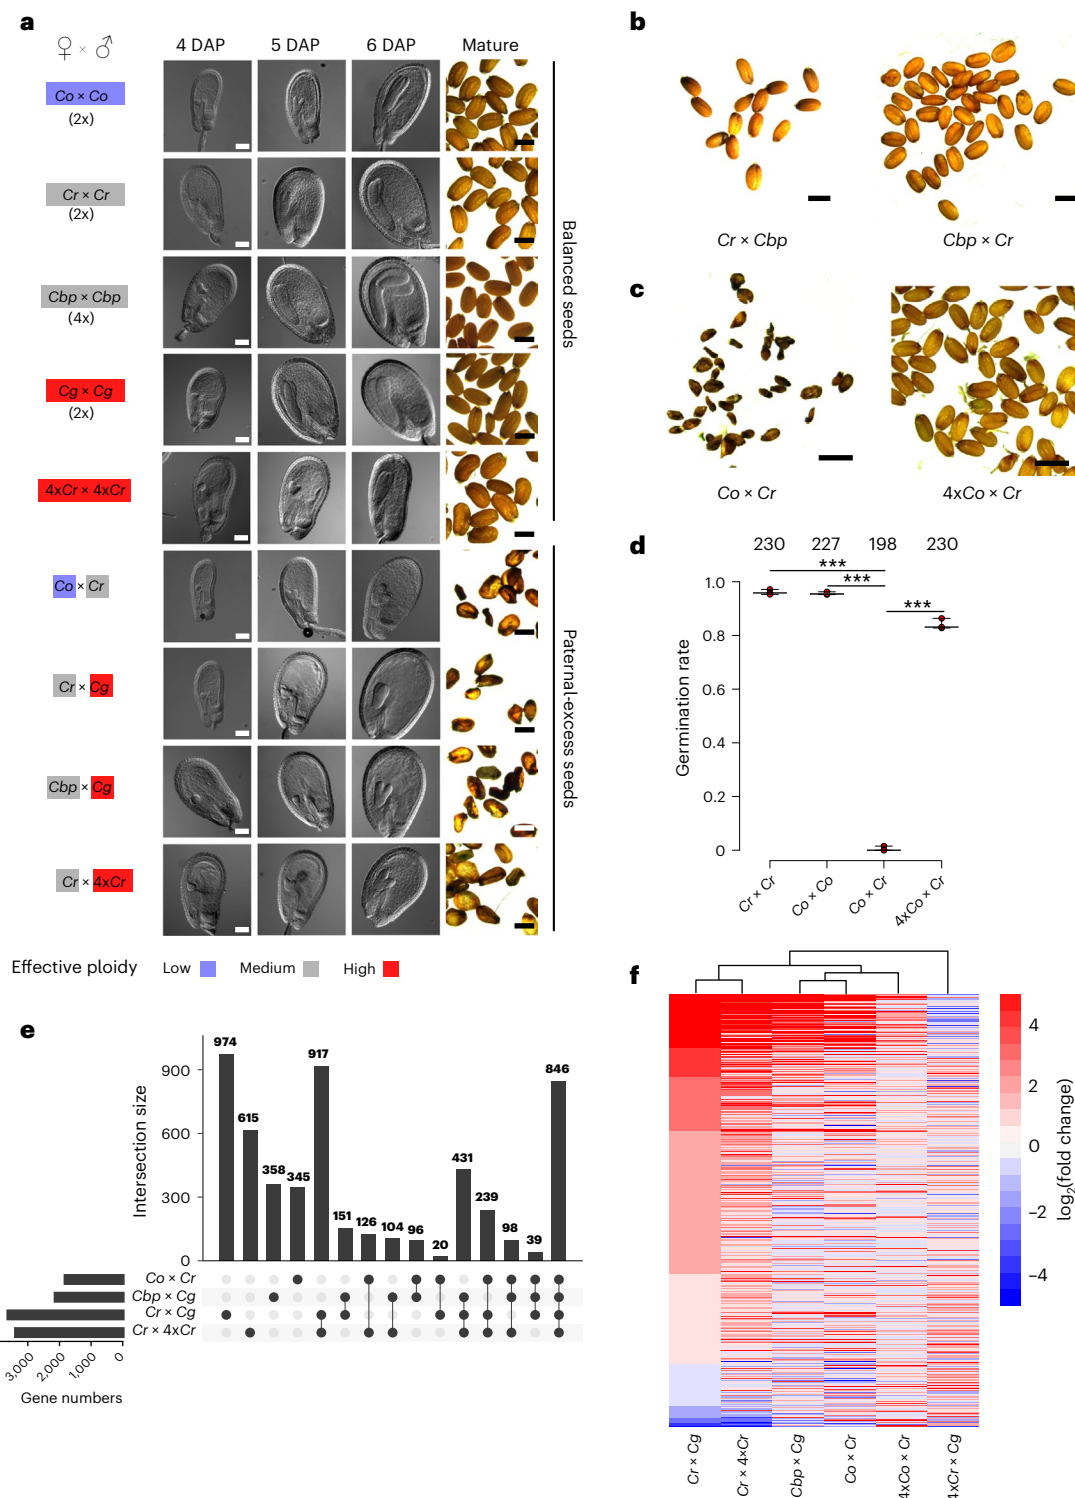 a
♀ × ♂
4 DAP
5 DAP
6 DAP
Mature
Co × Co
(2x)
Cr × Cr
(2x)
Cbp × Cbp
(4x)
Cg × Cg
(2x)
4xCr × 4xCr
Co × Cr
Cr × Cg
Cbp × Cg
Cr × 4xCr
Balanced seeds
Paternal-excess seeds
Effective ploidy
Low
Medium
High
b
Cr × Cbp
Cbp × Cr
c
Co × Cr
4xCo × Cr
d
230
227
198
230
***
***
***
1.0
0.8
0.6
0.4
0.2
0
Germination rate
Cr × Cr
Co × Co
Co × Cr
4xCo × Cr
e
Intersection size
900
600
300
0
974
615
358
345
917
151
126
104
96
20
431
239
98
39
846
Co × Cr
Cbp × Cg
Cr × Cg
Cr × 4xCr
3,000
2,000
1,000
0
Gene numbers
f
4
2
0
−2
−4
log2(fold change)
Cr × Cg
Cr × 4×Cr
Cbp × Cg
Co × Cr
4xCo × Cr
4xCr × Cg